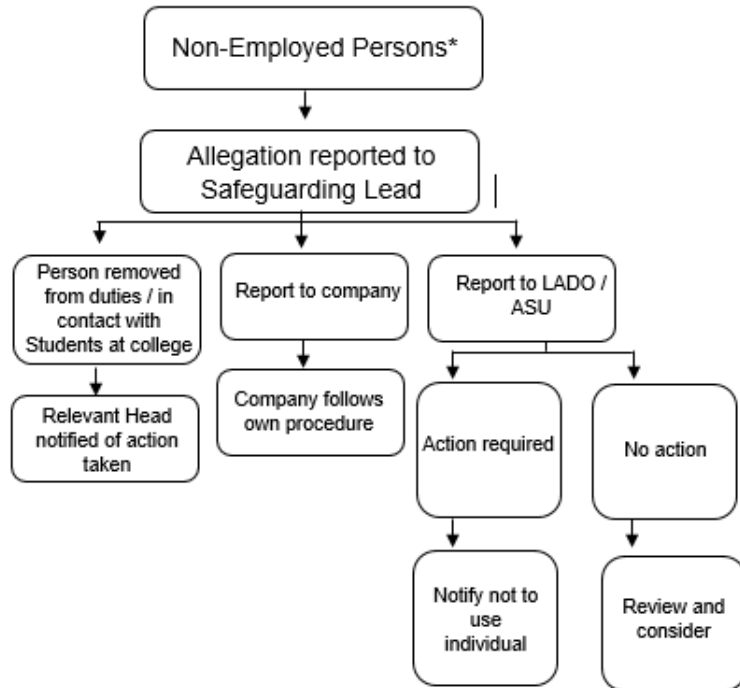 Non-Employed Persons*
Allegation reported to
Safeguarding Lead
Person removed
from duties / in
contact with
Students at college
Report to company
Report to LADO /
ASU
Relevant Head
notified of action
taken
Company follows
own procedure
Action required
No action
Notify not to
use
individual
Review and
consider